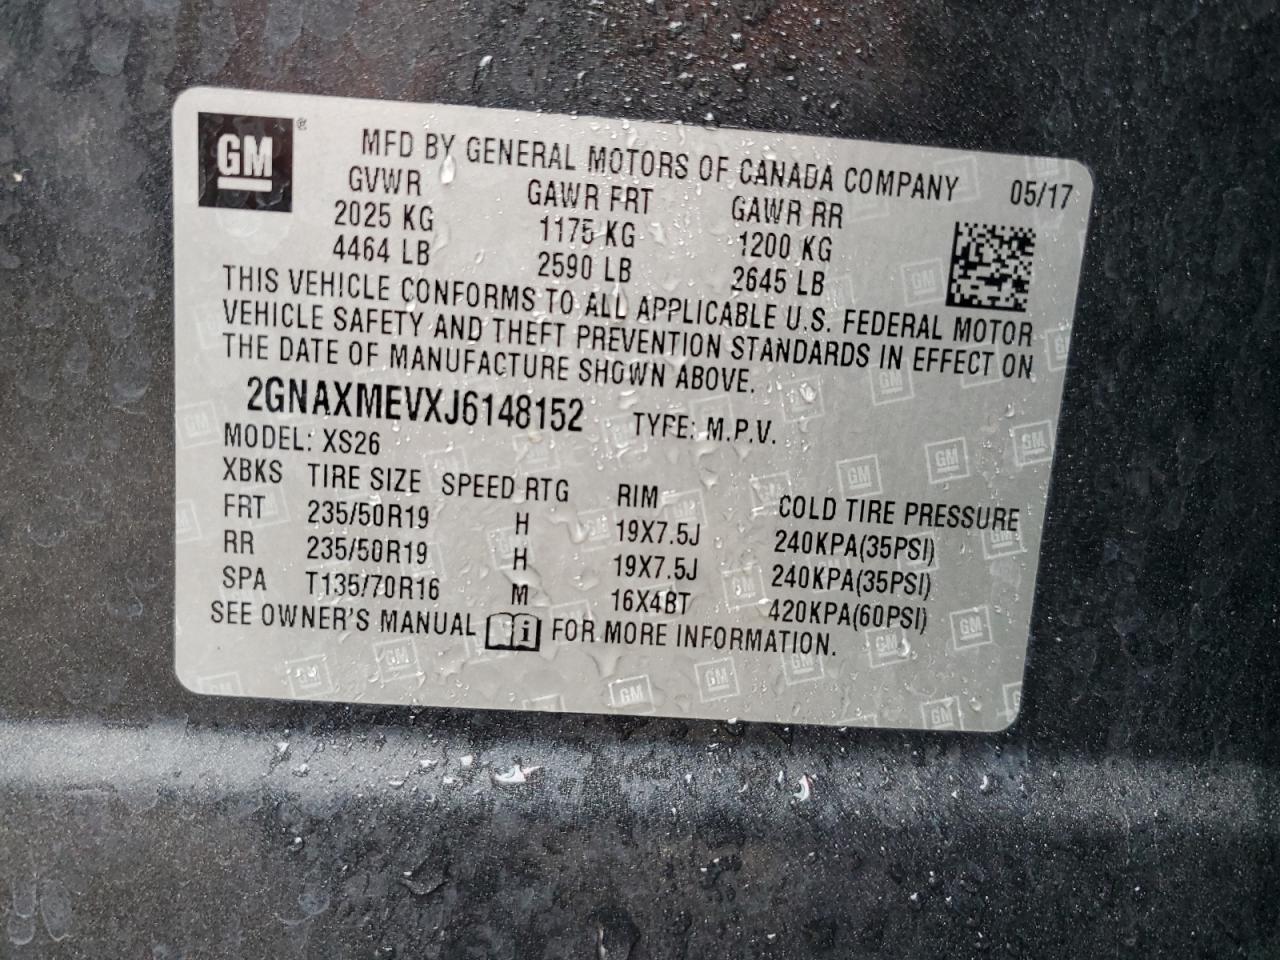 GM ® MFD BY GENERAL MOTORS OF CANADA COMPANY 05/17
GVWR GAWR FRT GAWR RR
2025 KG 1175 KG 1200 KG
4464 LB 2590 LB 2645 LB
THIS VEHICLE CONFORMS TO ALL APPLICABLE U.S. FEDERAL MOTOR
VEHICLE SAFETY AND THEFT PREVENTION STANDARDS IN EFFECT ON
THE DATE OF MANUFACTURE SHOWN ABOVE.
2GNAXMEVXJ6148152 TYPE: M.P.V.
MODEL: XS26
XBKS TIRE SIZE SPEED RTG RIM COLD TIRE PRESSURE
FRT 235/50R19 H 19X7.5J 240KPA(35PSI)
RR 235/50R19 H 19X7.5J 240KPA(35PSI)
SPA T135/70R16 M 16X4BT 420KPA(60PSI)
SEE OWNER'S MANUAL i FOR MORE INFORMATION.